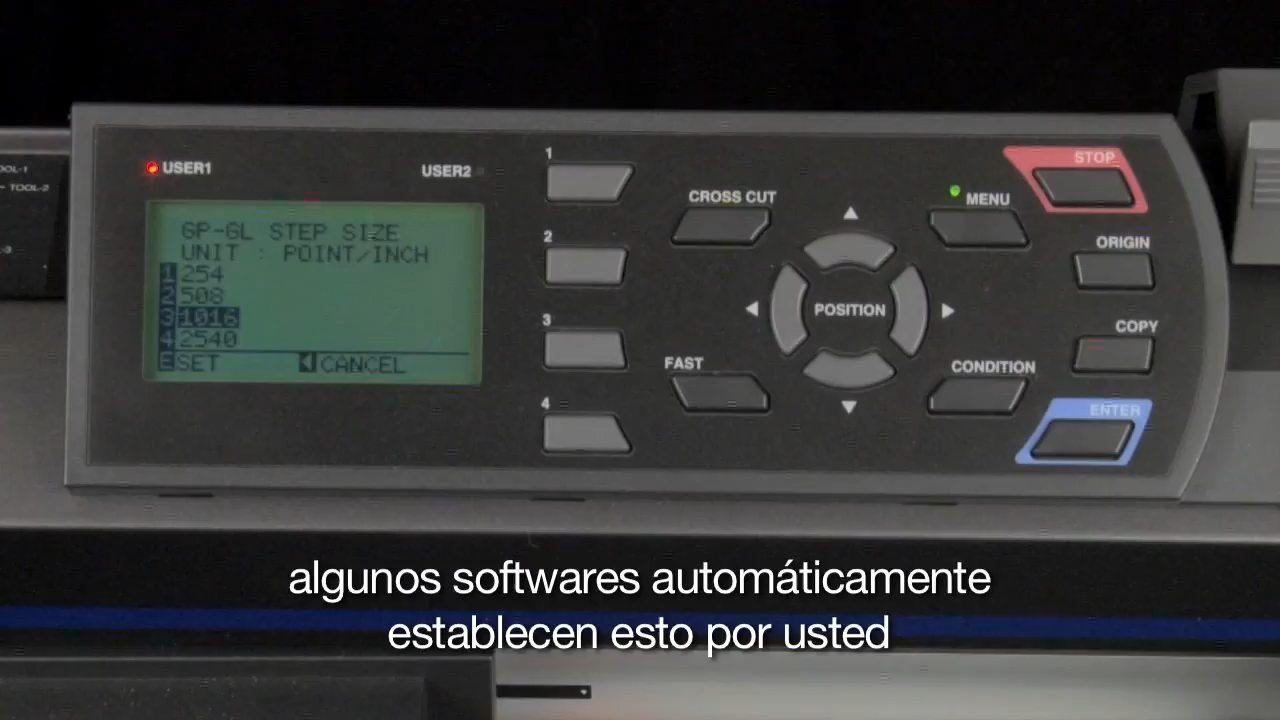 USER1
USER2
GP-GL STEP SIZE
UNIT : POINT/INCH
1 254
2 508
3 1016
4 2540
E SET ◀ CANCEL
1
2
3
4
CROSS CUT
MENU
STOP
ORIGIN
POSITION
COPY
FAST
CONDITION
ENTER
TOOL-2
algunos softwares automáticamente
establecen esto por usted